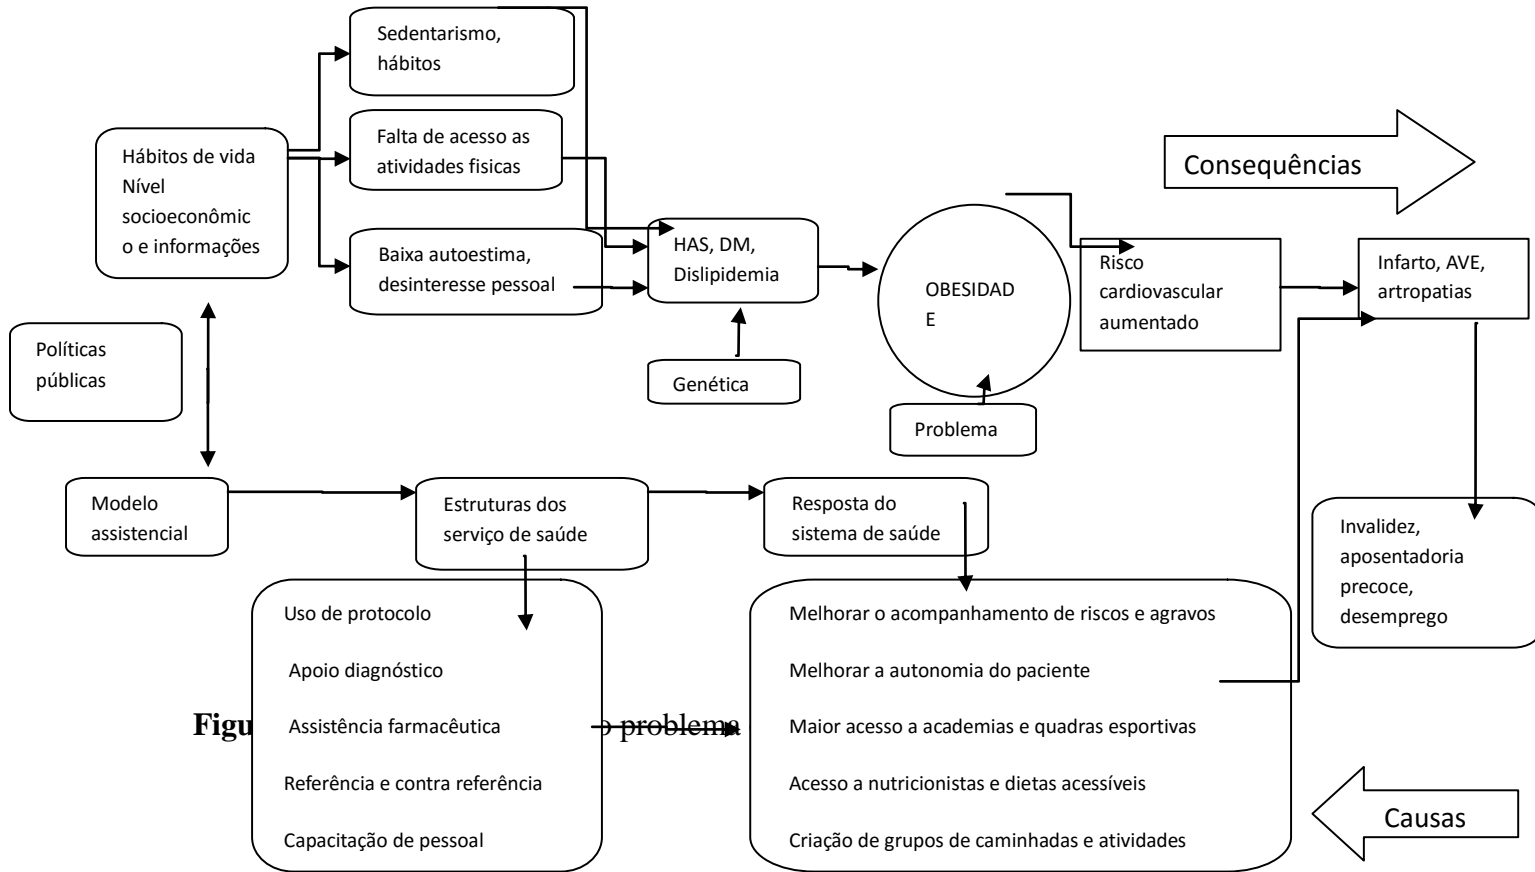 Sedentarismo,
hábitos
Falta de acesso as
atividades fisicas
Hábitos de vida
Nível
socioeconômic
o e informações
Baixa autoestima,
desinteresse pessoal
Políticas
públicas
HAS, DM,
Dislipidemia
Genética
OBESIDAD
E
Problema
Consequências
Risco
cardiovascular
aumentado
Infarto, AVE,
artropatias
Invalidez,
aposentadoria
precoce,
desemprego
Modelo
assistencial
Estruturas dos
serviço de saúde
Resposta do
sistema de saúde
Uso de protocolo
Apoio diagnóstico
Assistência farmacêutica
Referência e contra referência
Capacitação de pessoal
problema
Melhorar o acompanhamento de riscos e agravos
Melhorar a autonomia do paciente
Maior acesso a academias e quadras esportivas
Acesso a nutricionistas e dietas acessíveis
Criação de grupos de caminhadas e atividades
Causas